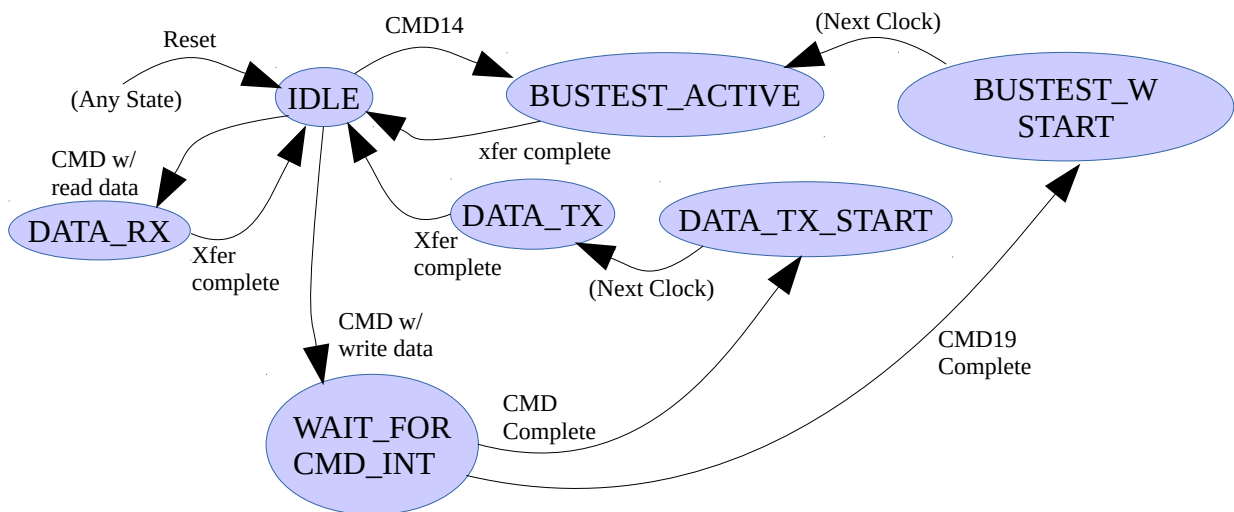 (Next Clock)
CMD14
Reset
IDLE
BUSTEST_ACTIVE
BUSTEST_W
START
(Any State)
xfer complete
CMD w/
read data
DATA_RX
DATA_TX
DATA_TX_START
Xfer
complete
Xfer
complete
(Next Clock)
CMD w/
write data
CMD19
Complete
CMD
Complete
WAIT_FOR
CMD_INT